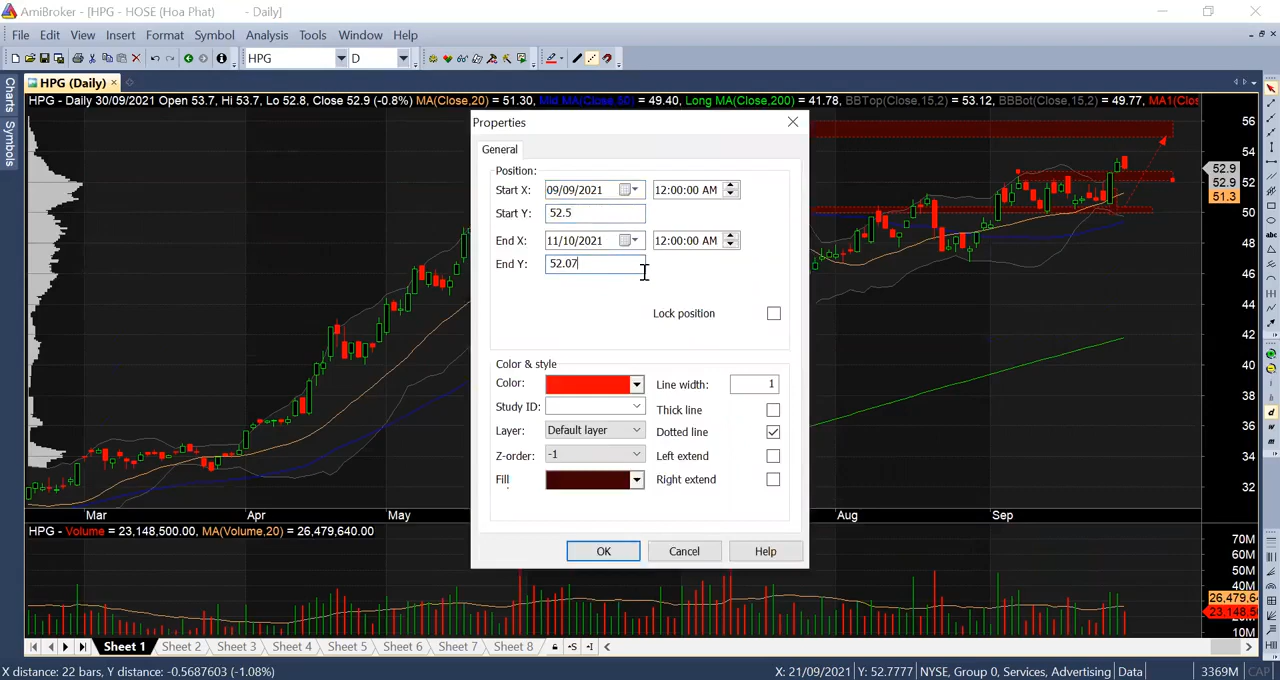 AmiBroker - [HPG - HOSE (Hoa Phat) - Daily]
File Edit View Insert Format Symbol Analysis Tools Window Help
HPG D
HPG (Daily)
Charts
Symbols
HPG - Daily 30/09/2021 Open 53.7, Hi 53.7, Lo 52.8, Close 52.9 (-0.8%) MA(Close,20) = 51.30, Mid MA(Close,50) = 49.40, Long MA(Close,200) = 41.78, BBTop(Close,15,2) = 53.12, BBBot(Close,15,2) = 49.77, MA1(Clos
Properties
General
Position:
Start X: 09/09/2021 12:00:00 AM
Start Y: 52.5
End X: 11/10/2021 12:00:00 AM
End Y: 52.07
Lock position
Color & style
Color: Line width: 1
Study ID: Thick line
Layer: Default layer Dotted line
Z-order: -1 Left extend
Fill Right extend
OK Cancel Help
56
54
52.9
52.9
52
51.3
50
48
46
44
42
40
38
36
34
32
abc
d
w
m
Mar Apr May Aug Sep
HPG - Volume = 23,148,500.00, MA(Volume,20) = 26,479,640.00
70M
60M
50M
40M
26,479,64
23,148,50
10M
Sheet 1 Sheet 2 Sheet 3 Sheet 4 Sheet 5 Sheet 6 Sheet 7 Sheet 8
X distance: 22 bars, Y distance: -0.5687603 (-1.08%) X: 21/09/2021 Y: 52.7777 NYSE, Group 0, Services, Advertising Data 3369M CAP